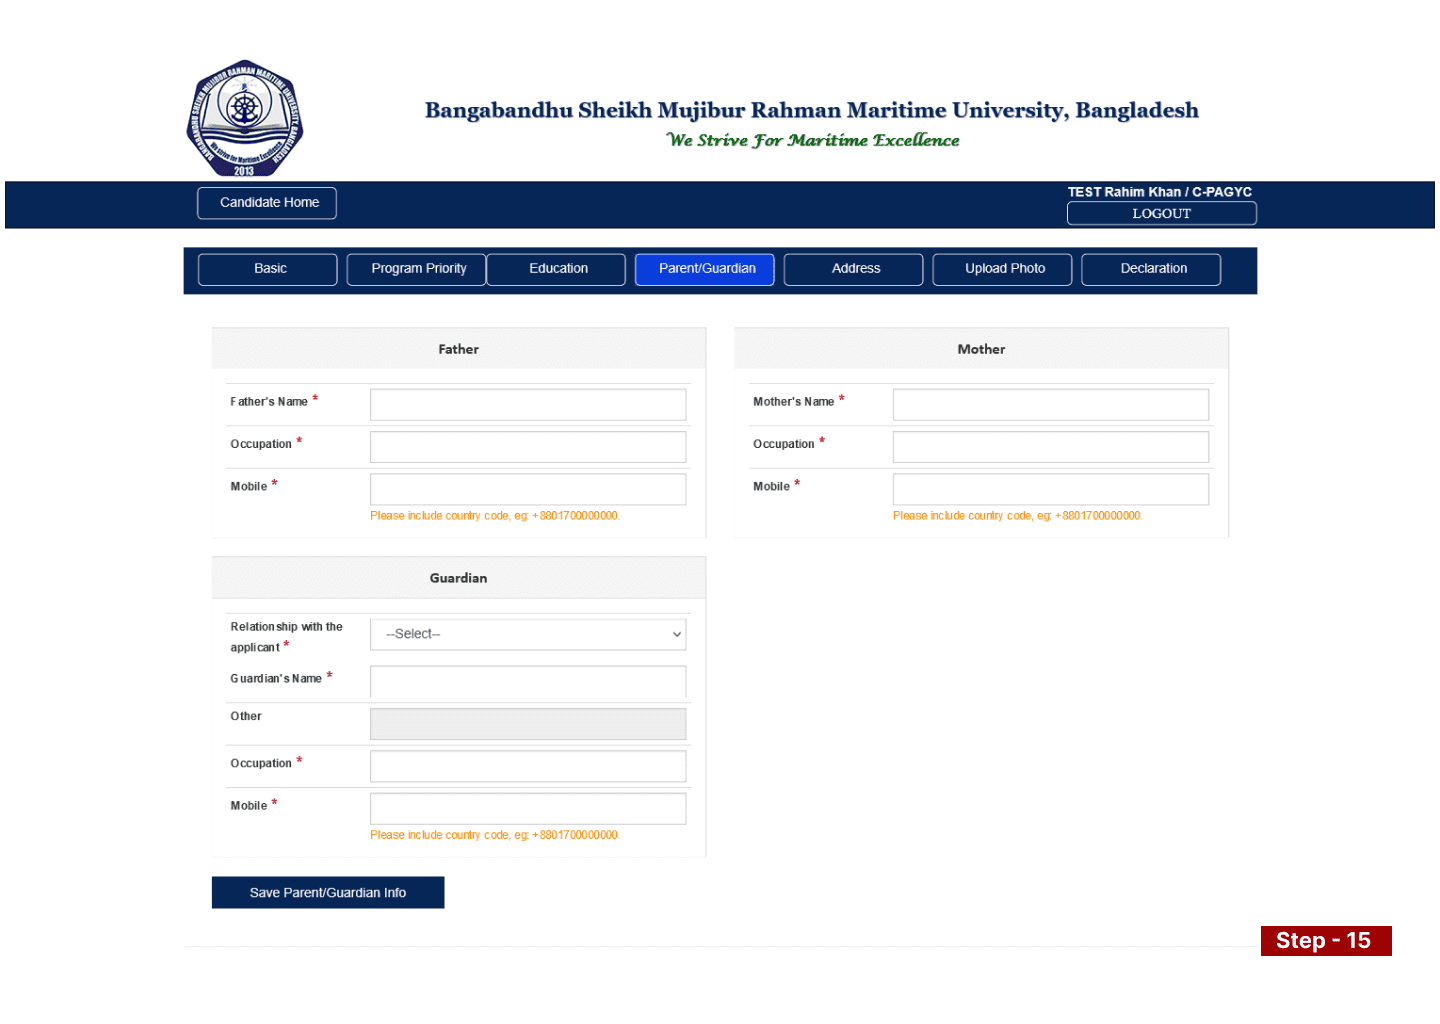 BANGABANDHU SHEIKH MUJIBUR RAHMAN MARITIME UNIVERSITY, BANGLADESH
We Strive for Maritime Excellence
2013
Bangabandhu Sheikh Mujibur Rahman Maritime University, Bangladesh
We Strive For Maritime Excellence
Candidate Home
TEST Rahim Khan / C-PAGYC
LOGOUT
Basic
Program Priority
Education
Parent/Guardian
Address
Upload Photo
Declaration
Father
Father's Name *
Occupation *
Mobile *
Please include country code, eg: +8801700000000.
Mother
Mother's Name *
Occupation *
Mobile *
Please include country code, eg: +8801700000000.
Guardian
Relationship with the
applicant *
--Select--
Guardian's Name *
Other
Occupation *
Mobile *
Please include country code, eg: +8801700000000.
Save Parent/Guardian Info
Step - 15